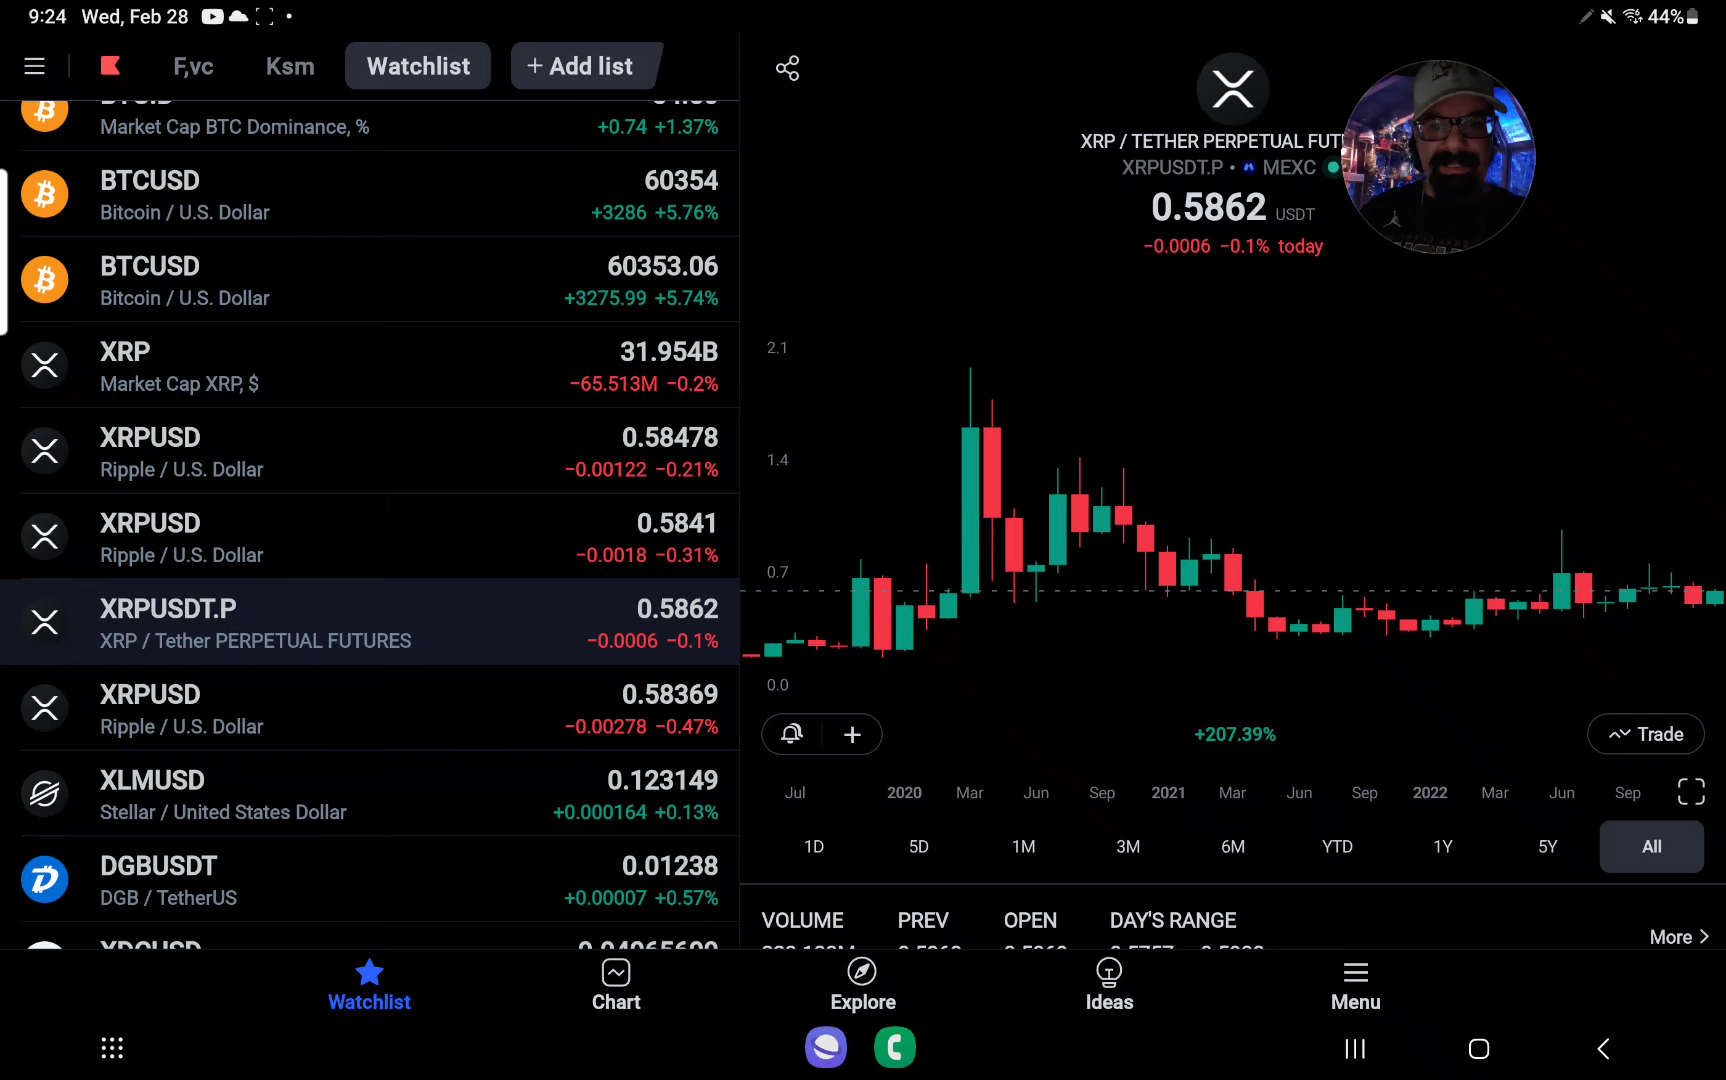 9:24 Wed, Feb 28
44%
F,vc
Ksm
Watchlist
+ Add list
Market Cap BTC Dominance, %
+0.74 +1.37%
BTCUSD
60354
Bitcoin / U.S. Dollar
+3286 +5.76%
BTCUSD
60353.06
Bitcoin / U.S. Dollar
+3275.99 +5.74%
XRP
31.954B
Market Cap XRP, $
−65.513M −0.2%
XRPUSD
0.58478
Ripple / U.S. Dollar
−0.00122 −0.21%
XRPUSD
0.5841
Ripple / U.S. Dollar
−0.0018 −0.31%
XRPUSDT.P
0.5862
XRP / Tether PERPETUAL FUTURES
−0.0006 −0.1%
XRPUSD
0.58369
Ripple / U.S. Dollar
−0.00278 −0.47%
XLMUSD
0.123149
Stellar / United States Dollar
+0.000164 +0.13%
DGBUSDT
0.01238
DGB / TetherUS
+0.00007 +0.57%
XRP / TETHER PERPETUAL FUT
XRPUSDT.P • MEXC
0.5862 USDT
−0.0006 −0.1% today
2.1
1.4
0.7
0.0
+207.39%
Trade
Jul 2020 Mar Jun Sep 2021 Mar Jun Sep 2022 Mar Jun Sep
1D 5D 1M 3M 6M YTD 1Y 5Y All
VOLUME PREV OPEN DAY'S RANGE
More >
Watchlist
Chart
Explore
Ideas
Menu